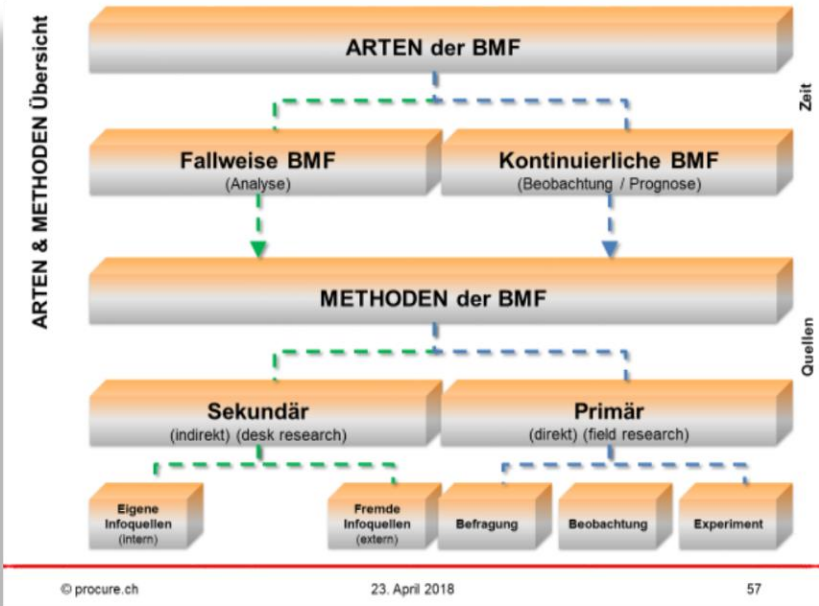 ARTEN & METHODEN Übersicht
ARTEN der BMF
Zeit
Fallweise BMF
(Analyse)
Kontinuierliche BMF
(Beobachtung / Prognose)
METHODEN der BMF
Quellen
Sekundär
(indirekt) (desk research)
Primär
(direkt) (field research)
Eigene
Infoquellen
(intern)
Fremde
Infoquellen
(extern)
Befragung
Beobachtung
Experiment
© procure.ch
23. April 2018
57